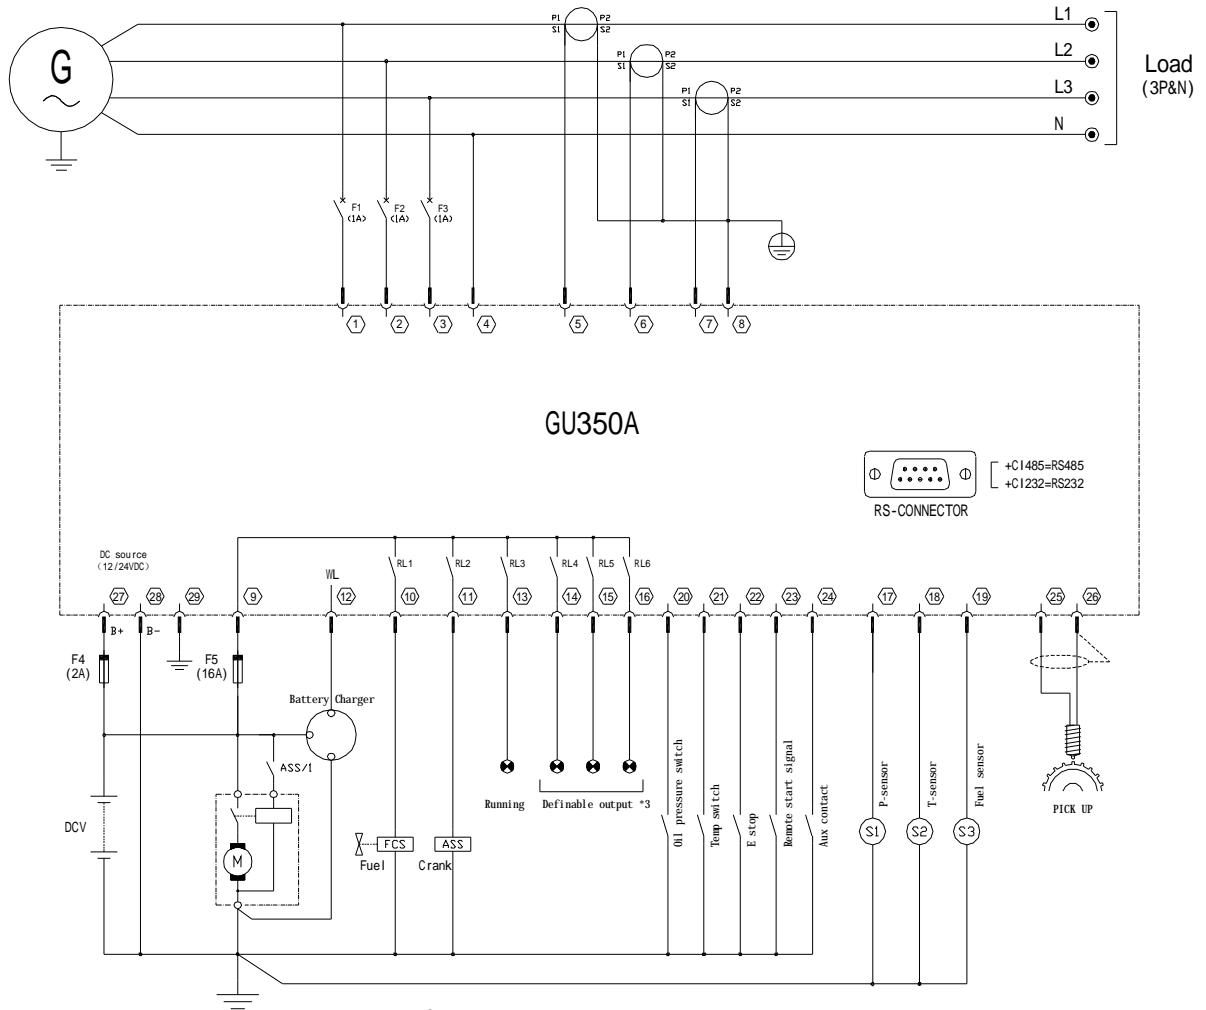 G
L1
L2
L3
N
Load
(3P&N)
P1 P2
S1 S2
P1 P2
S1 S2
P1 P2
S1 S2
F1
(1A)
F2
(1A)
F3
(1A)
1 2 3 4 5 6 7 8
GU350A
+CI485=RS485
+CI232=RS232
RS-CONNECTOR
DC source
(12/24VDC)
WL
RL1 RL2 RL3 RL4 RL5 RL6
27 28 29 9 12 10 11 13 14 15 16 20 21 22 23 24 17 18 19 25 26
B+ B-
F4
(2A)
F5
(16A)
Battery Charger
ASS/1
DCV
M
FCS
Fuel
ASS
Crank
Running
Definable output *3
Oil pressure switch
Temp switch
E stop
Remote start signal
Aux contact
P-sensor
T-sensor
Fuel sensor
S1 S2 S3
PICK UP